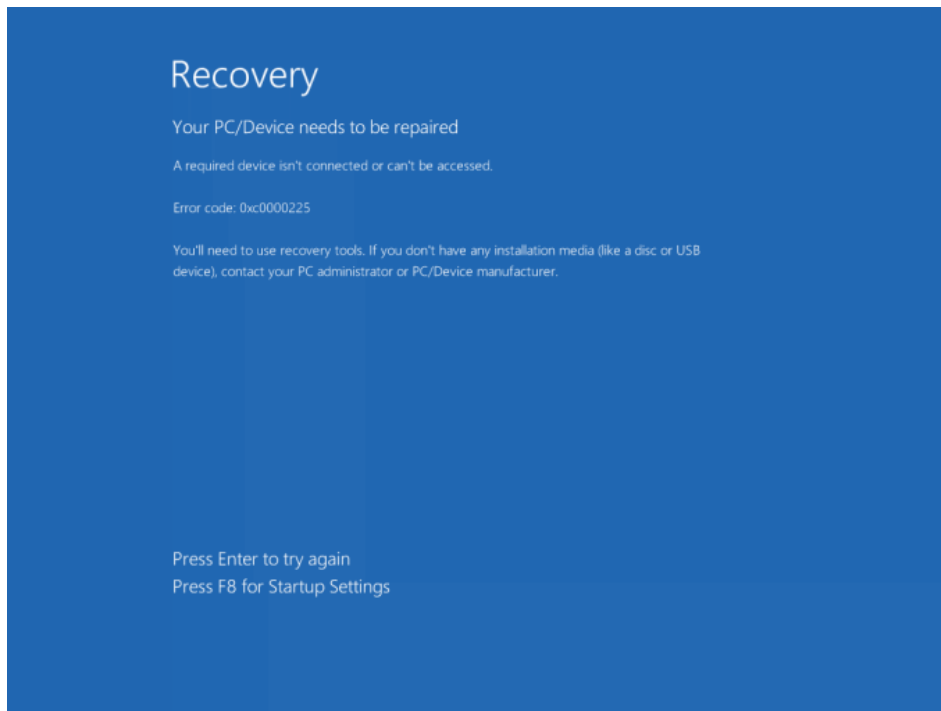 Recovery
Your PC/Device needs to be repaired
A required device isn't connected or can't be accessed.
Error code: 0xc0000225
You'll need to use recovery tools. If you don't have any installation media (like a disc or USB
device), contact your PC administrator or PC/Device manufacturer.
Press Enter to try again
Press F8 for Startup Settings